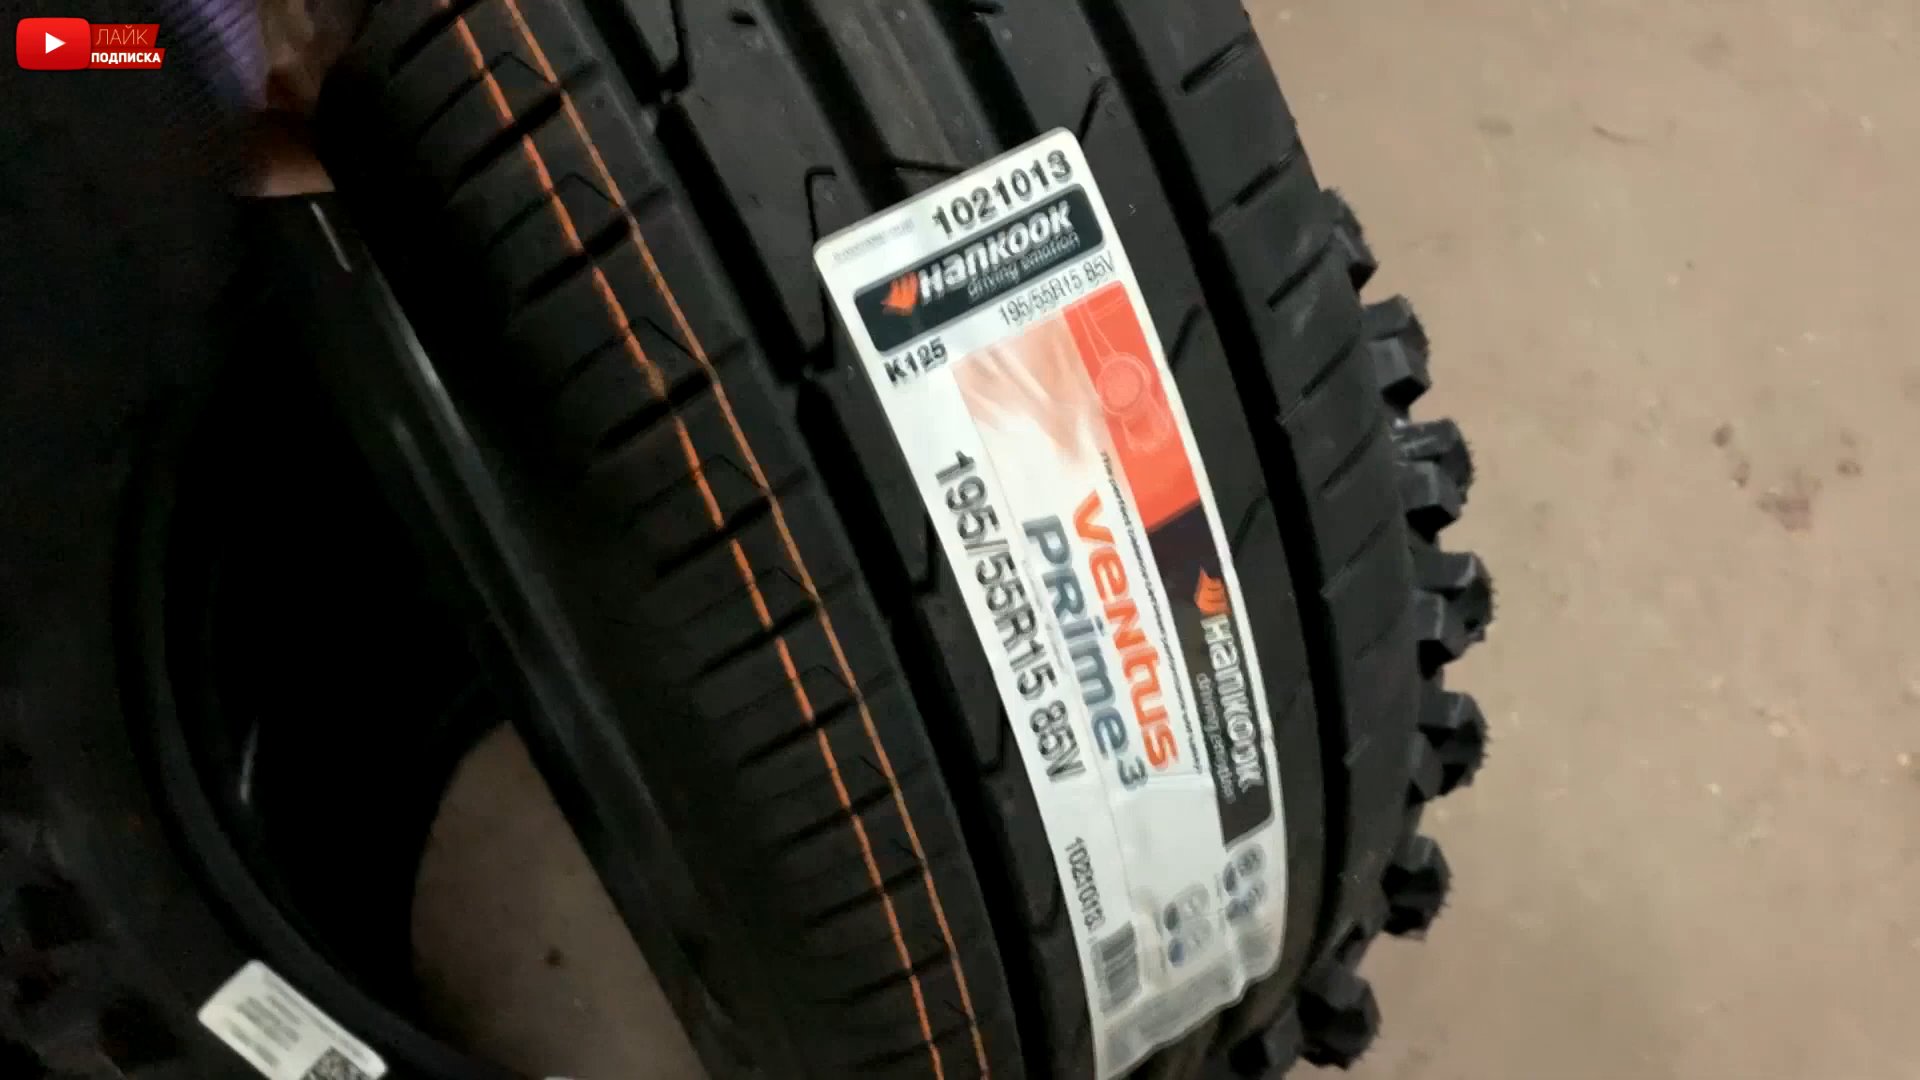 ЛАЙК
ПОДПИСКА
1021013
Hankook
driving emotion
195/55R15 85V
K125
195/55R15 85V
Ventus
Prime3
Hankook
driving emotion
1021013